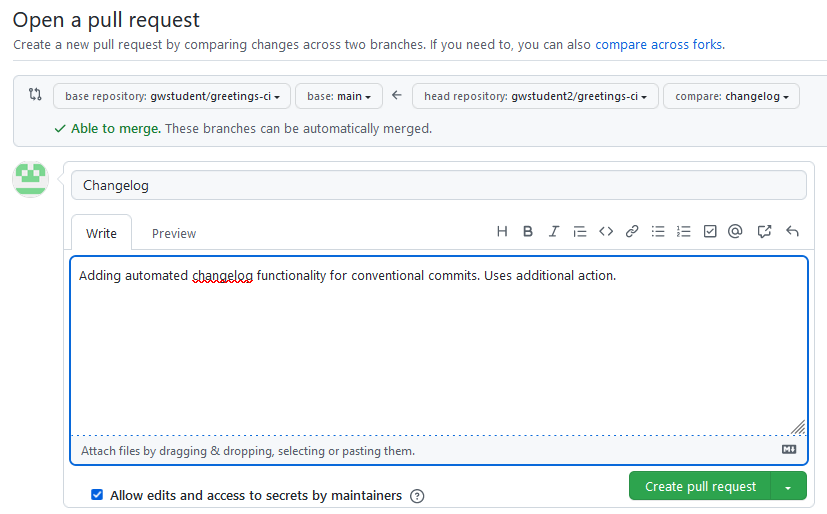 Open a pull request
Create a new pull request by comparing changes across two branches. If you need to, you can also compare across forks.
base repository: gwstudent/greetings-ci base: main head repository: gwstudent2/greetings-ci compare: changelog
Able to merge. These branches can be automatically merged.
Changelog
Write Preview
Adding automated changelog functionality for conventional commits. Uses additional action.
Attach files by dragging & dropping, selecting or pasting them.
Allow edits and access to secrets by maintainers
Create pull request